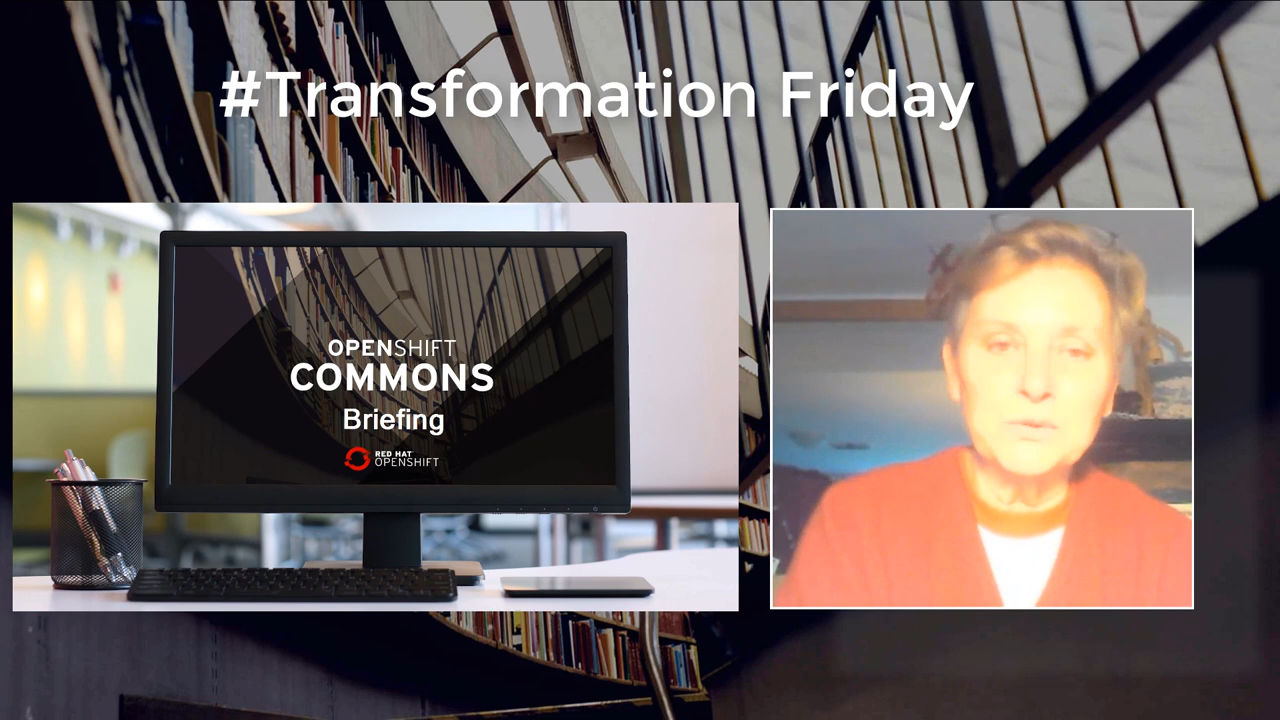 #Transformation Friday
OPENSHIFT
COMMONS
Briefing
RED HAT
OPENSHIFT